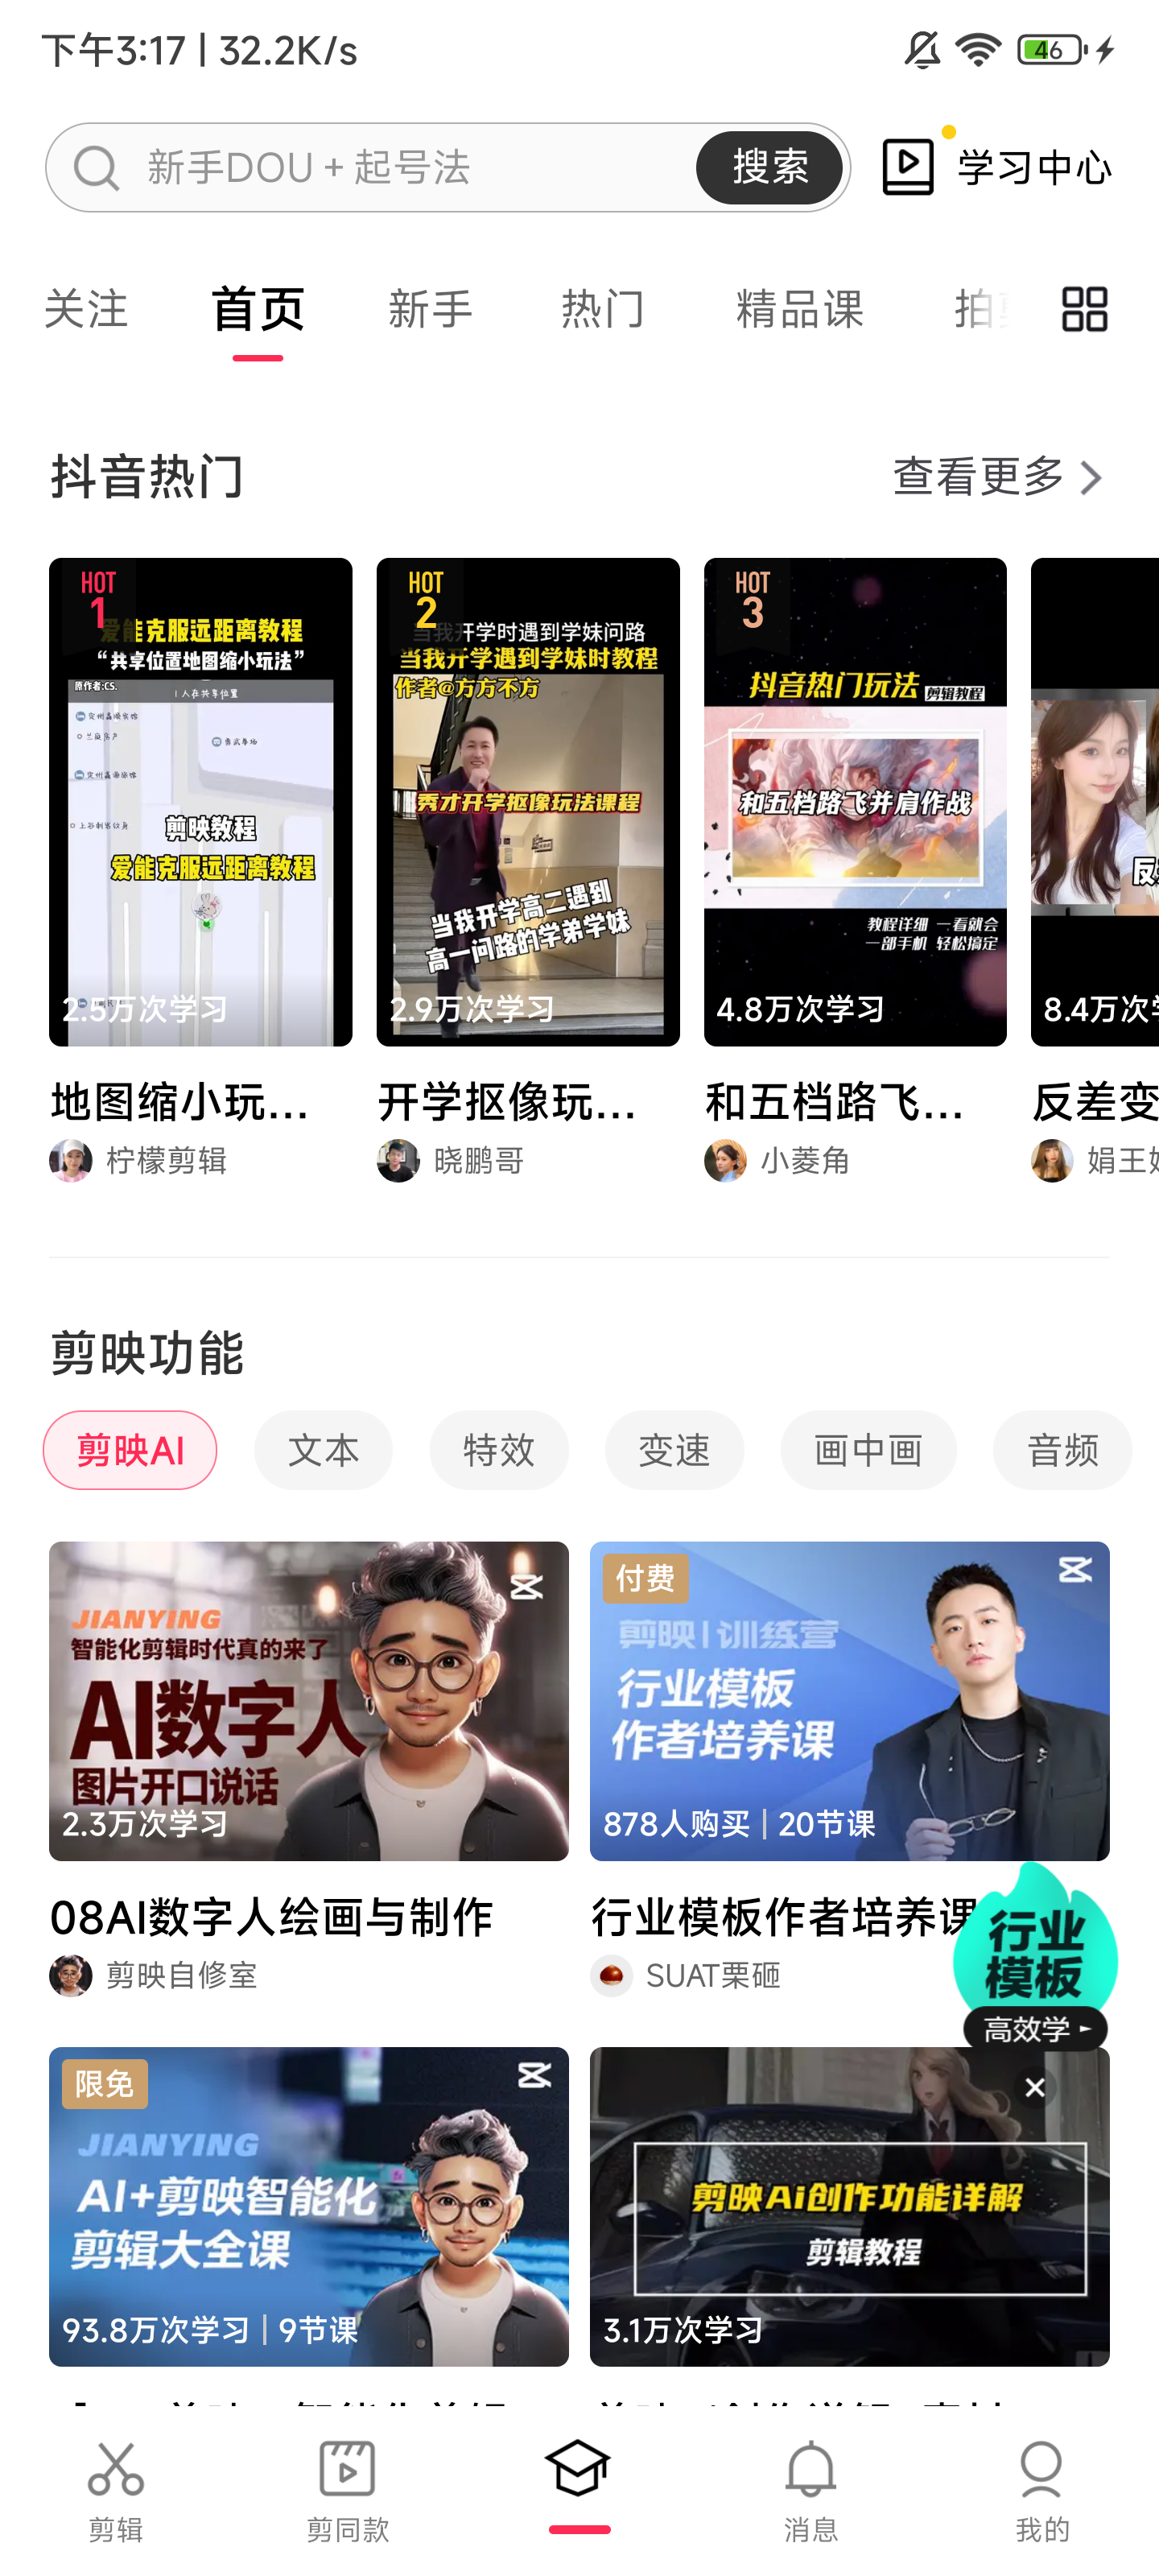 下午3:17 | 32.2K/s
46
新手DOU + 起号法
搜索
学习中心
关注
首页
新手
热门
精品课
抖音热门
查看更多
HOT
1
爱能克服远距离教程
“共享位置地图缩小玩法”
原作者:CS.
1人在共享位置
剪映教程
爱能克服远距离教程
2.5万次学习
地图缩小玩...
柠檬剪辑
HOT
2
当我开学时遇到学妹问路
当我开学遇到学妹时教程
作者@方方不方
秀才开学抠像玩法课程
当我开学高二遇到
高一问路的学弟学妹
2.9万次学习
开学抠像玩...
晓鹏哥
HOT
3
抖音热门玩法
剪辑教程
和五档路飞并肩作战
教程详细 一看就会
一部手机 轻松搞定
4.8万次学习
和五档路飞...
小菱角
8.4万次
反差变
娟王
剪映功能
剪映AI
文本
特效
变速
画中画
音频
JIANYING
智能化剪辑时代真的来了
AI数字人
图片开口说话
2.3万次学习
08AI数字人绘画与制作
剪映自修室
付费
剪映|训练营
行业模板
作者培养课
878人购买 | 20节课
行业模板作者培养课
SUAT栗砸
行业
模板
高效学
限免
JIANYING
AI+剪映智能化
剪辑大全课
93.8万次学习 | 9节课
剪映Ai创作功能详解
剪辑教程
3.1万次学习
剪辑
剪同款
消息
我的